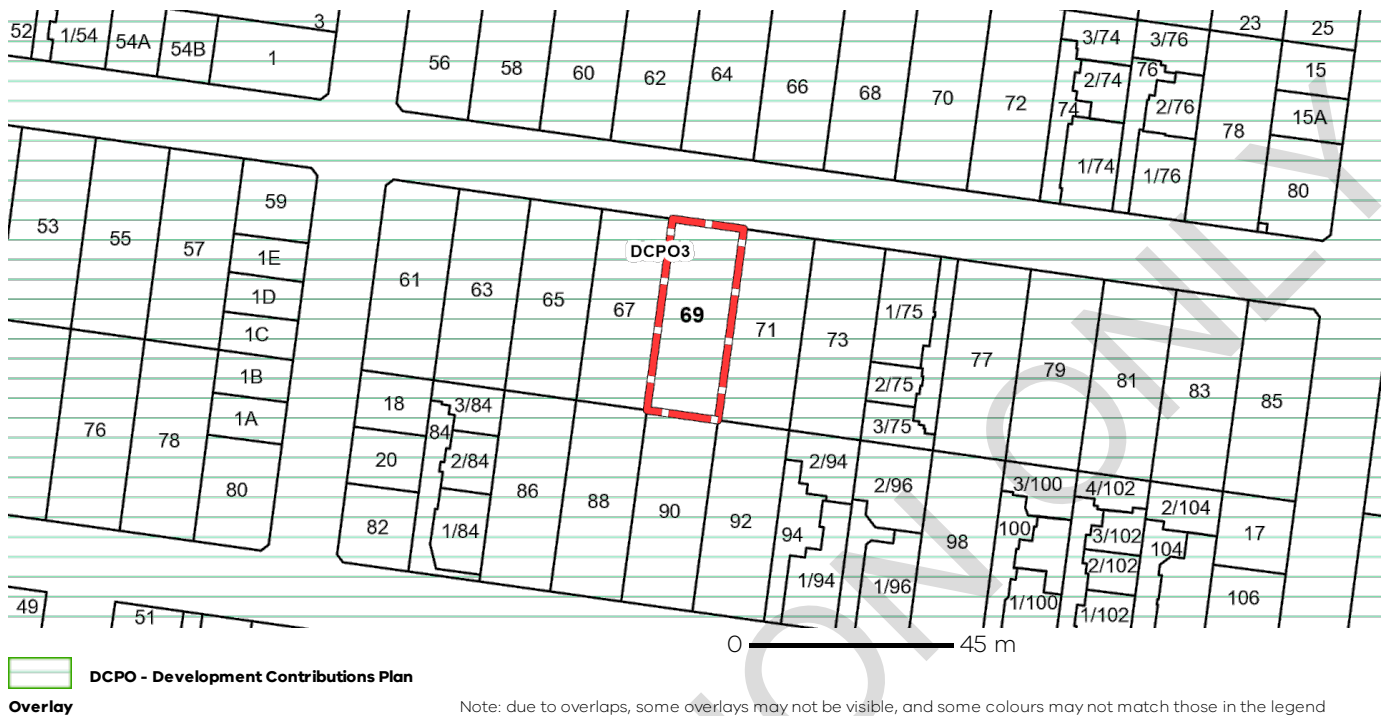 3 23 25
52 1/54 54A 54B 1 56 58 60 62 64 66 68 70 72 3/74 3/76 15
2/74 76 2/76 15A
74 78
1/74 1/76 80
59
53 55 57 1E 61 63 65 67 DCPO3 69 71 73 1/75 77 79 81 83 85
1D
1C
1B 2/75
1A 18 3/84 3/75
76 78 84
20 2/84 2/94
80 86 88 90 92 2/96 3/100 4/102 2/104
82 1/84 94 98 100 3/102 104 17
2/102
1/94 1/96 1/100 1/102 106
49 51
0 45 m
DCPO - Development Contributions Plan
Overlay
Note: due to overlaps, some overlays may not be visible, and some colours may not match those in the legend
ON ONLY